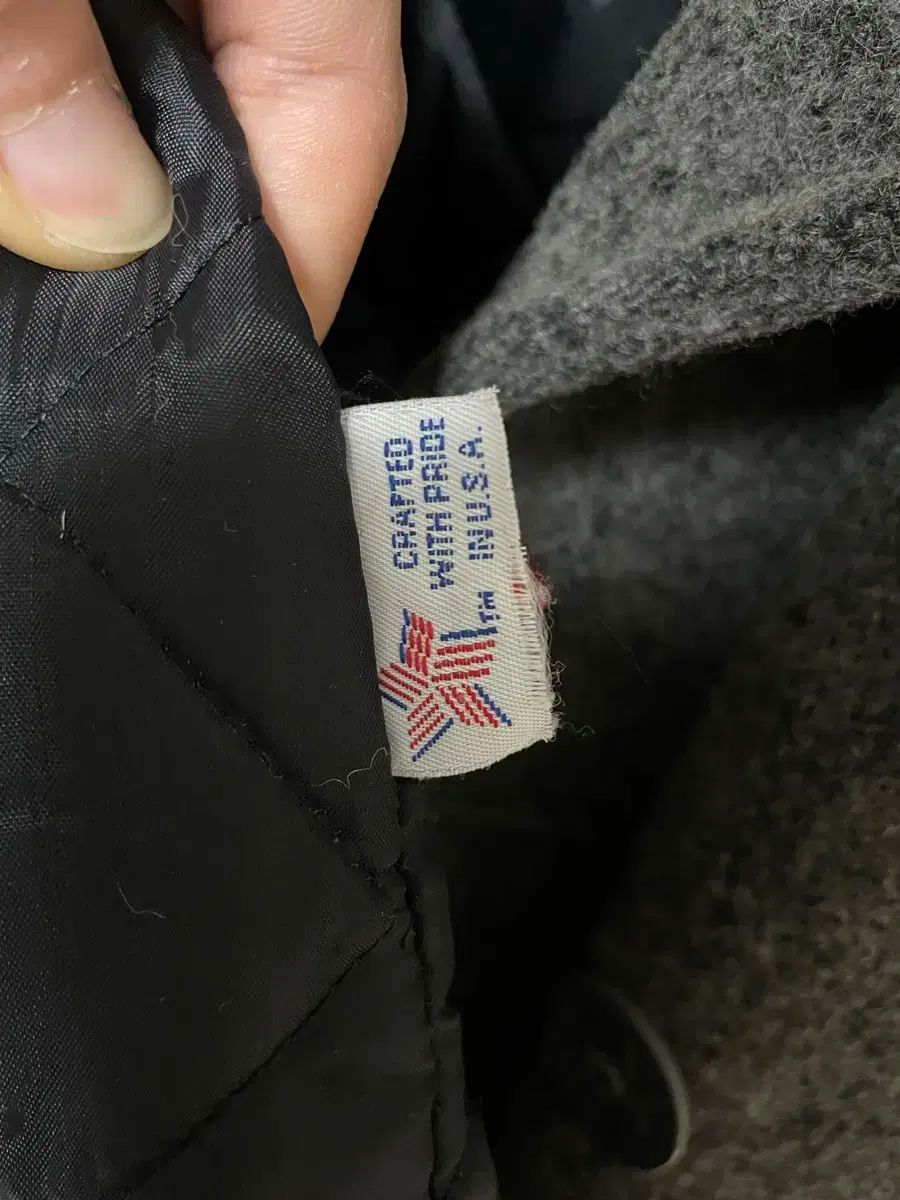 CRAFTED
WITH PRIDE
IN U.S.A.
TM